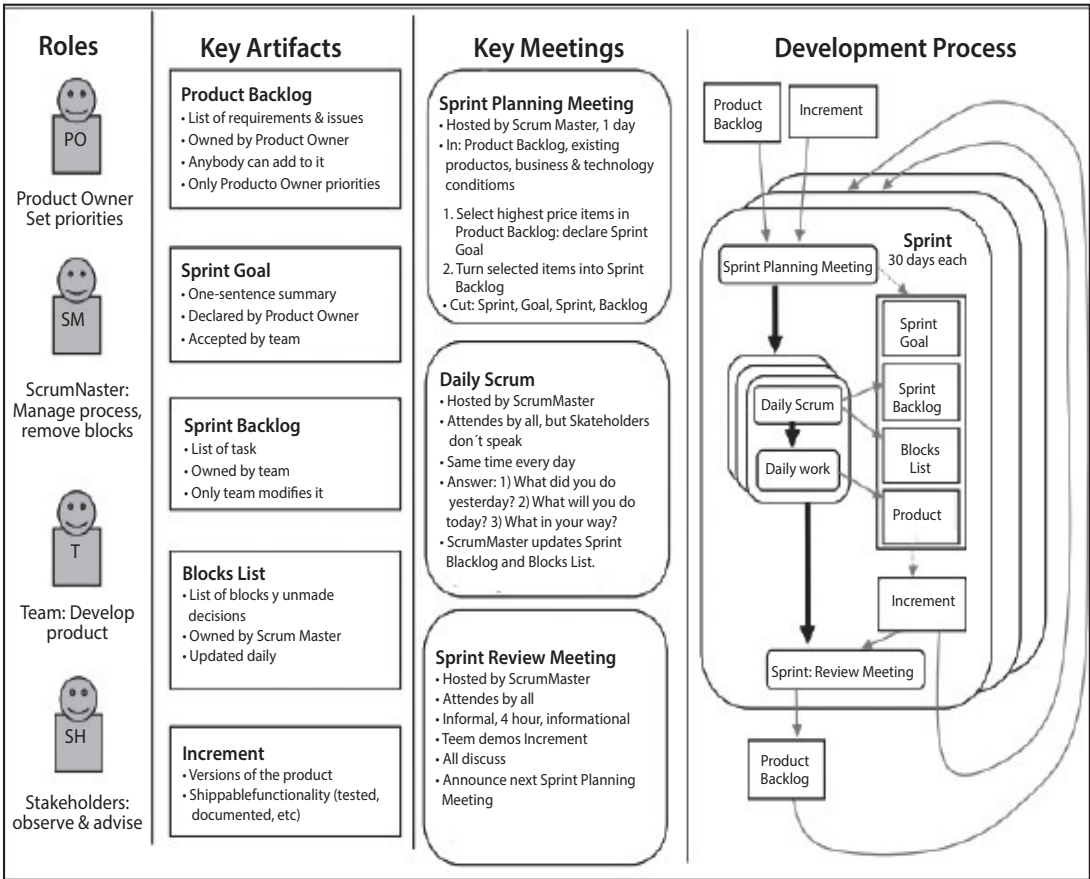 Roles
PO
Product Owner
Set priorities
SM
ScrumNaster:
Manage process,
remove blocks
T
Team: Develop
product
SH
Stakeholders:
observe & advise
Key Artifacts
Product Backlog
• List of requirements & issues
• Owned by Product Owner
• Anybody can add to it
• Only Producto Owner priorities
Sprint Goal
• One-sentence summary
• Declared by Product Owner
• Accepted by team
Sprint Backlog
• List of task
• Owned by team
• Only team modifies it
Blocks List
• List of blocks y unmade
decisions
• Owned by Scrum Master
• Updated daily
Increment
• Versions of the product
• Shippablefunctionality (tested,
documented, etc)
Key Meetings
Sprint Planning Meeting
• Hosted by Scrum Master, 1 day
• In: Product Backlog, existing
productos, business & technology
conditioms
1. Select highest price items in
Product Backlog: declare Sprint
Goal
2. Turn selected items into Sprint
Backlog
• Cut: Sprint, Goal, Sprint, Backlog
Daily Scrum
• Hosted by ScrumMaster
• Attendes by all, but Skateholders
don´t speak
• Same time every day
• Answer: 1) What did you do
yesterday? 2) What will you do
today? 3) What in your way?
• ScrumMaster updates Sprint
Blacklog and Blocks List.
Sprint Review Meeting
• Hosted by ScrumMaster
• Attendes by all
• Informal, 4 hour, informational
• Teem demos Increment
• All discuss
• Announce next Sprint Planning
Meeting
Development Process
Product
Backlog
Increment
Sprint
30 days each
Sprint Planning Meeting
Sprint
Goal
Sprint
Backlog
Daily Scrum
Blocks
List
Daily work
Product
Increment
Sprint: Review Meeting
Product
Backlog